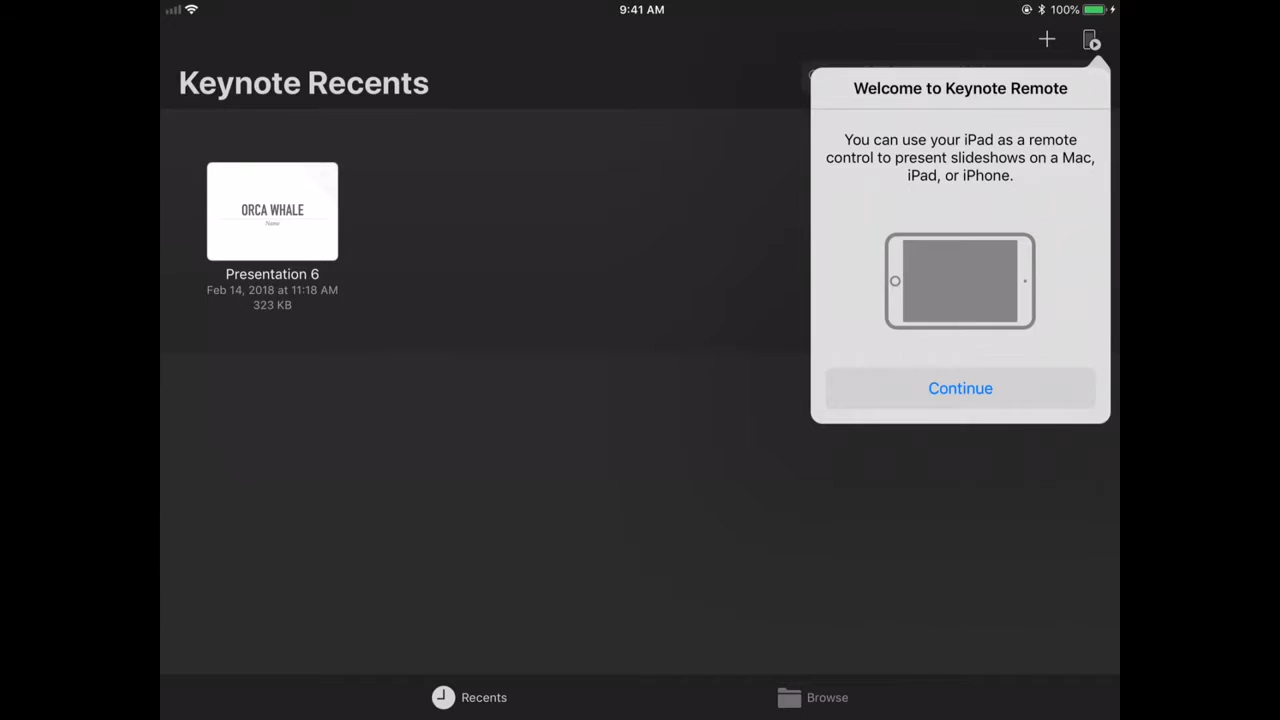 9:41 AM
100%
Keynote Recents
Welcome to Keynote Remote
You can use your iPad as a remote
control to present slideshows on a Mac,
iPad, or iPhone.
ORCA WHALE
Name
Presentation 6
Feb 14, 2018 at 11:18 AM
323 KB
Continue
Recents
Browse